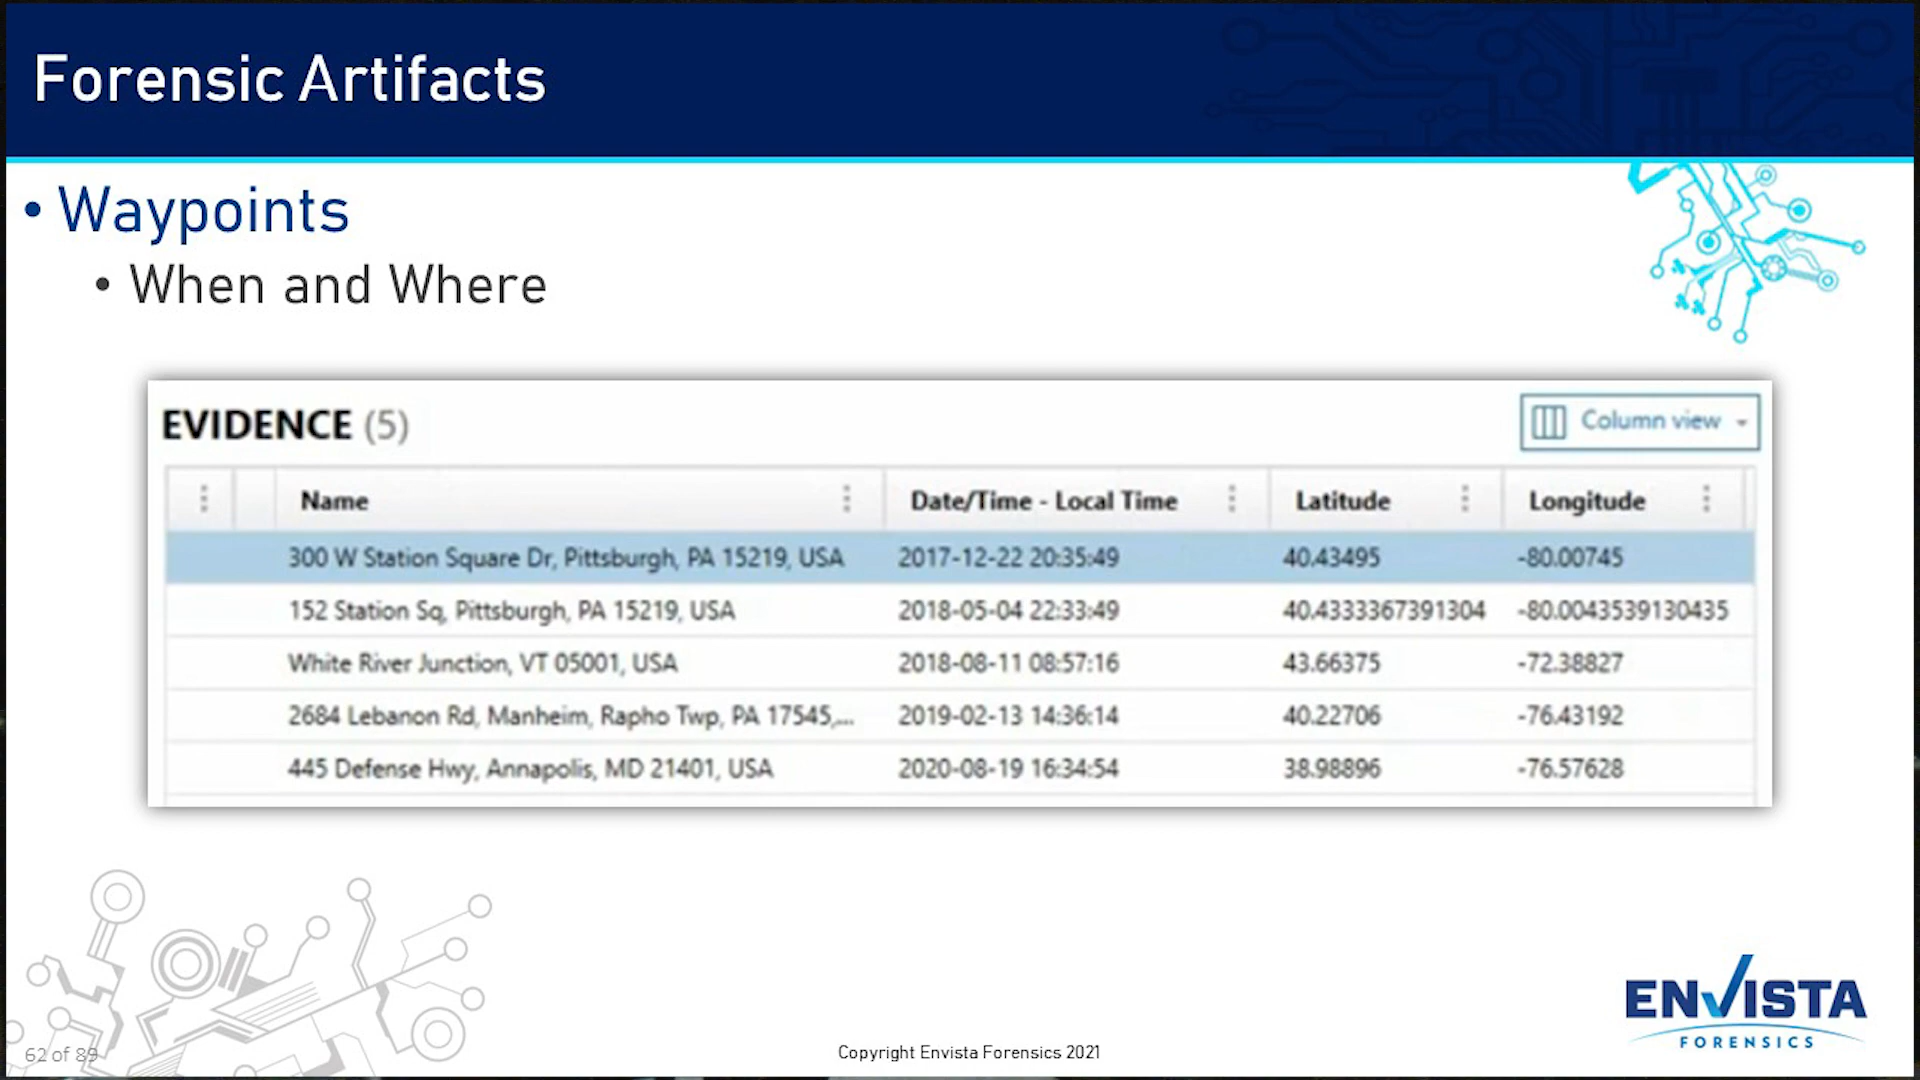 Forensic Artifacts
• Waypoints
• When and Where
EVIDENCE (5)
Column view
Name Date/Time - Local Time Latitude Longitude
300 W Station Square Dr, Pittsburgh, PA 15219, USA 2017-12-22 20:35:49 40.43495 -80.00745
152 Station Sq, Pittsburgh, PA 15219, USA 2018-05-04 22:33:49 40.4333367391304 -80.0043539130435
White River Junction, VT 05001, USA 2018-08-11 08:57:16 43.66375 -72.38827
2684 Lebanon Rd, Manheim, Rapho Twp, PA 17545,... 2019-02-13 14:36:14 40.22706 -76.43192
445 Defense Hwy, Annapolis, MD 21401, USA 2020-08-19 16:34:54 38.98896 -76.57628
ENVISTA
FORENSICS
62 of 89
Copyright Envista Forensics 2021